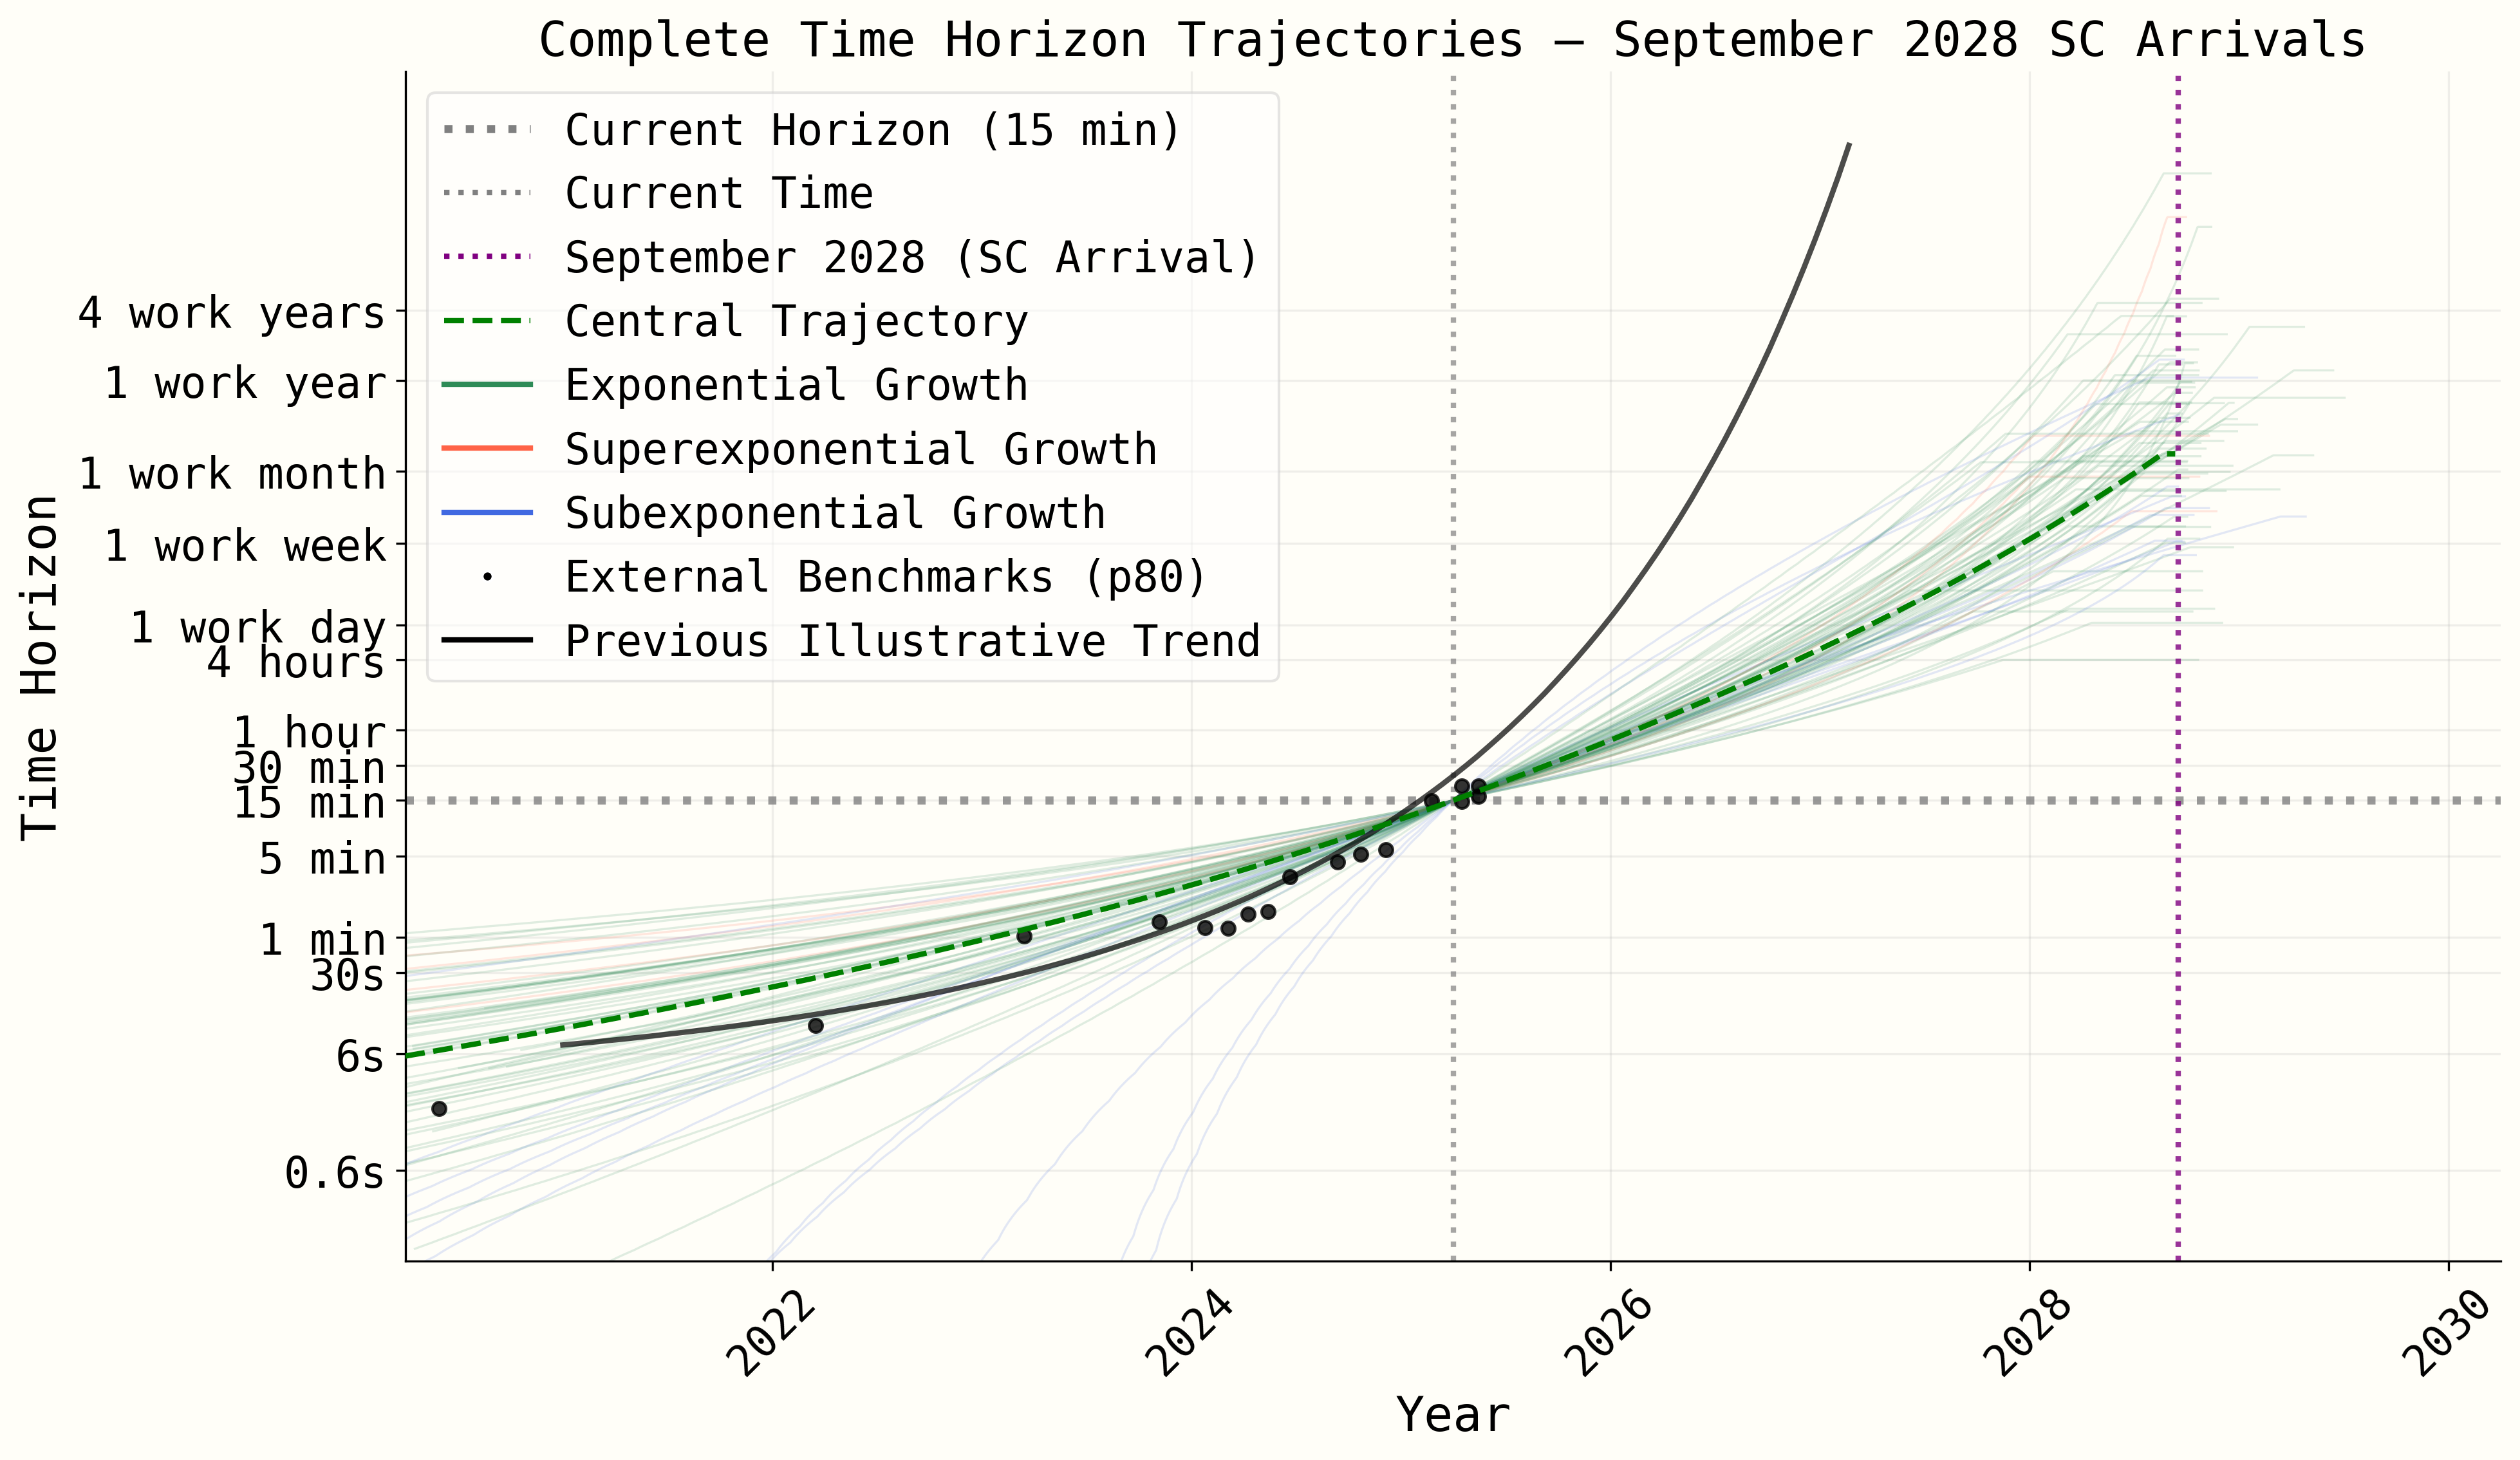 Complete Time Horizon Trajectories — September 2028 SC Arrivals
Current Horizon (15 min)
Current Time
September 2028 (SC Arrival)
Central Trajectory
Exponential Growth
Superexponential Growth
Subexponential Growth
External Benchmarks (p80)
Previous Illustrative Trend
Time Horizon
4 work years
1 work year
1 work month
1 work week
1 work day
4 hours
1 hour
30 min
15 min
5 min
1 min
30s
6s
0.6s
2022
2024
2026
2028
2030
Year